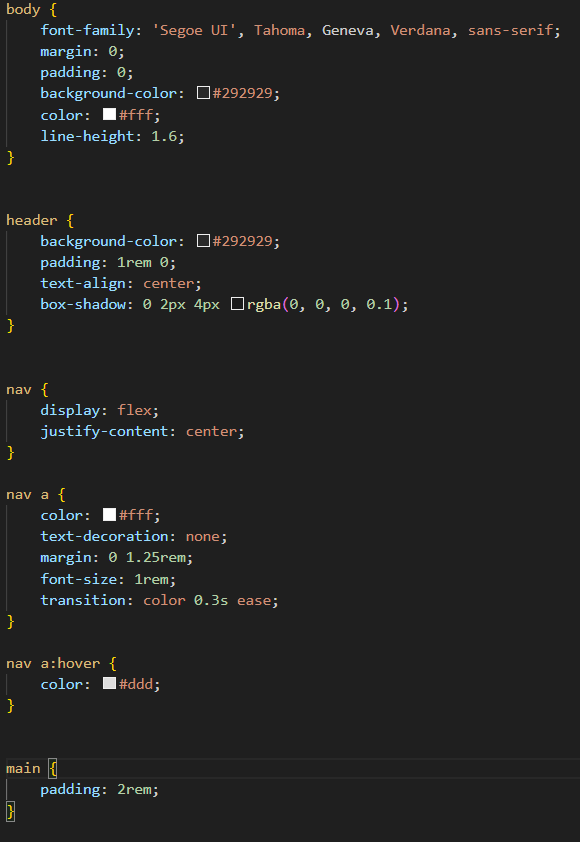 body {
    font-family: 'Segoe UI', Tahoma, Geneva, Verdana, sans-serif;
    margin: 0;
    padding: 0;
    background-color: #292929;
    color: #fff;
    line-height: 1.6;
}
header {
    background-color: #292929;
    padding: 1rem 0;
    text-align: center;
    box-shadow: 0 2px 4px rgba(0, 0, 0, 0.1);
}
nav {
    display: flex;
    justify-content: center;
}
nav a {
    color: #fff;
    text-decoration: none;
    margin: 0 1.25rem;
    font-size: 1rem;
    transition: color 0.3s ease;
}
nav a:hover {
    color: #ddd;
}
main {
    padding: 2rem;
}